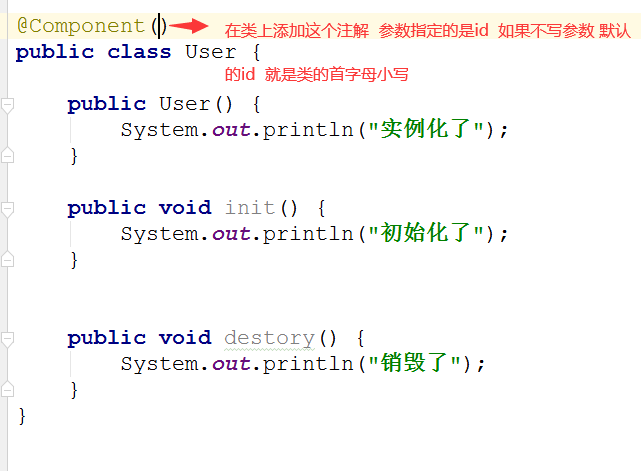 @Component()
在类上添加这个注解 参数指定的是id 如果不写参数 默认
public class User {
的id 就是类的首字母小写
public User() {
System.out.println("实例化了");
}
public void init() {
System.out.println("初始化了");
}
public void destory() {
System.out.println("销毁了");
}
}